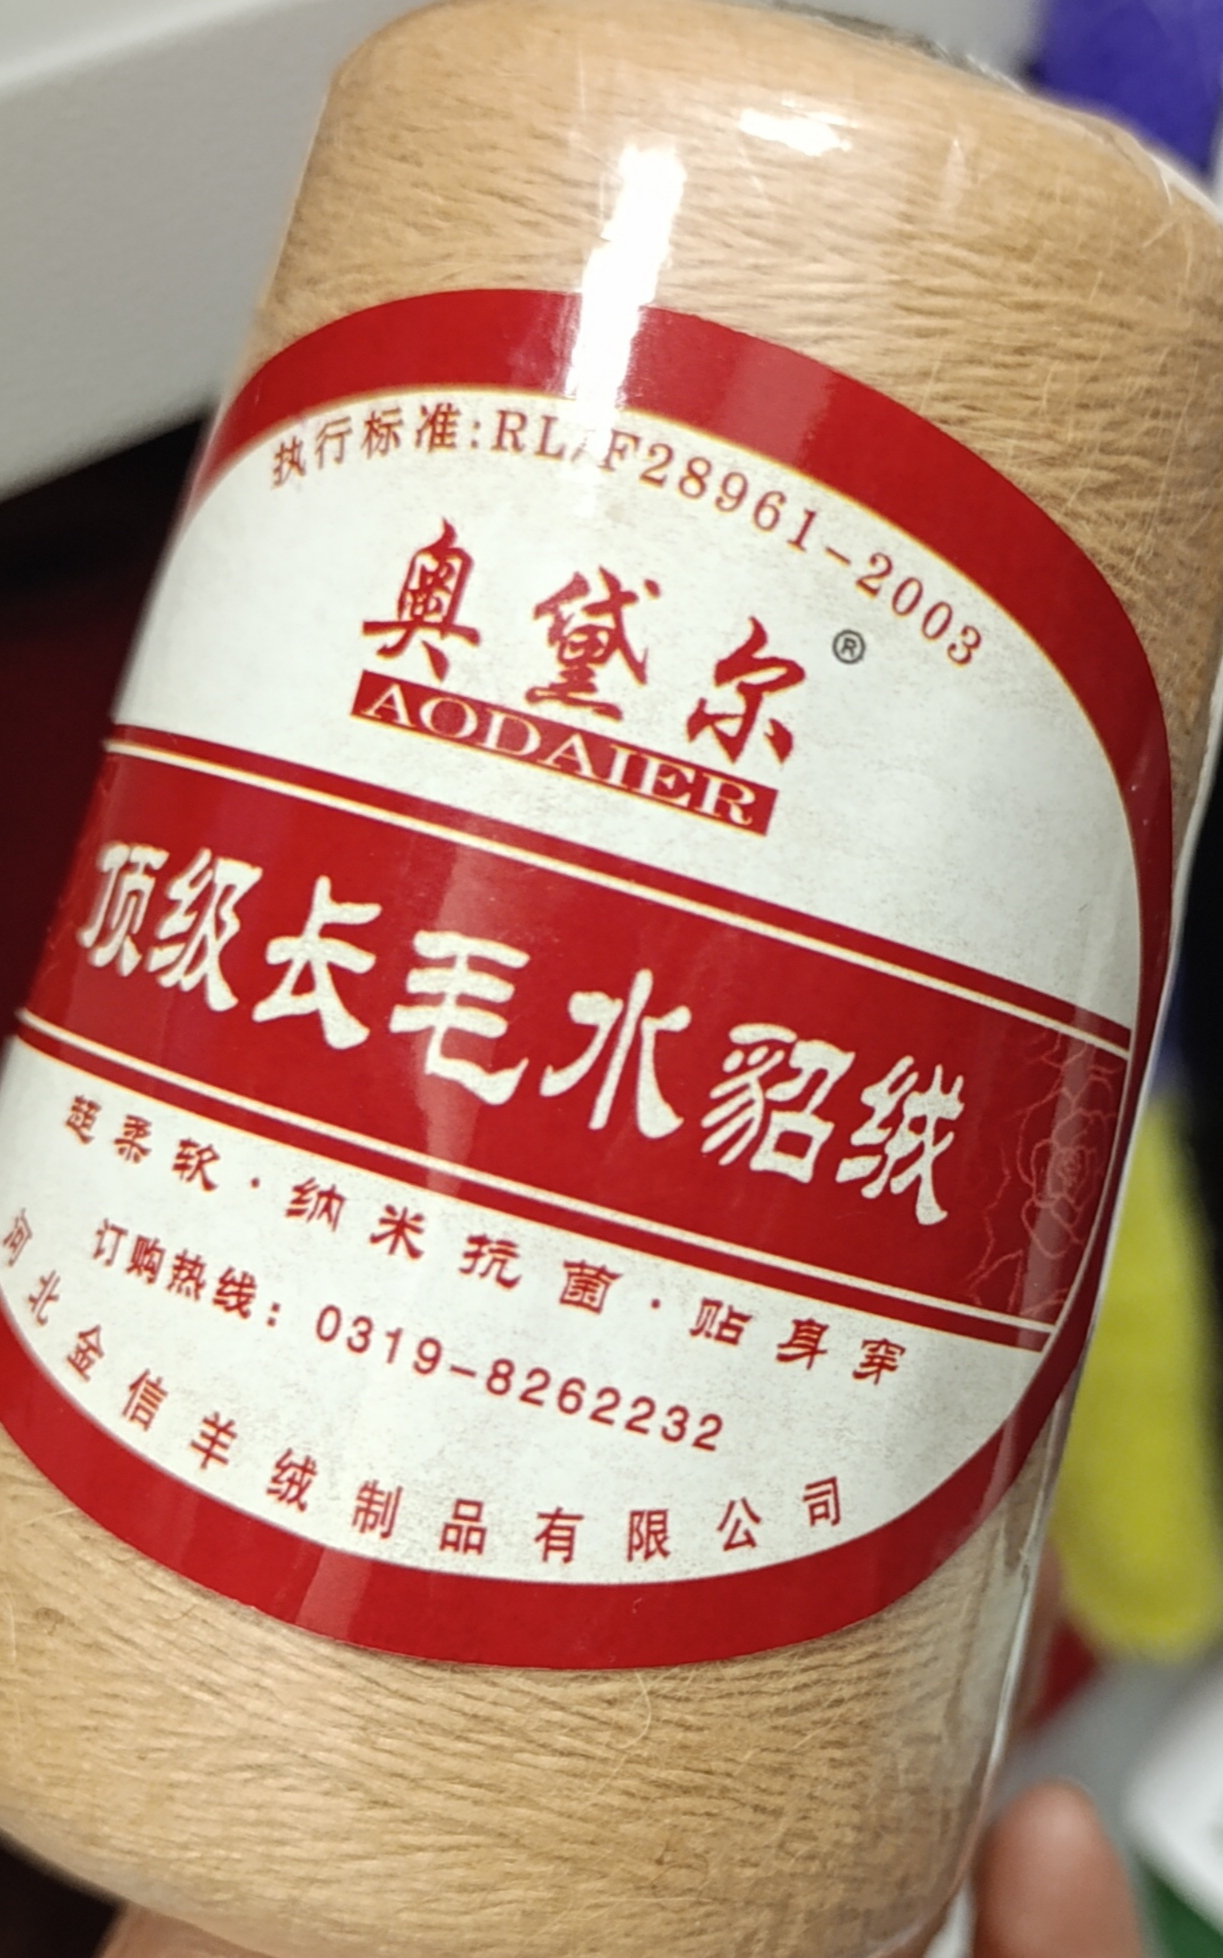 执行标准:RLZF28961-2003
奥黛尔®
AODAIER
顶级长毛水貂绒
超柔软·纳米抗菌·贴身穿
订购热线：0319-8262232
河北金信羊绒制品有限公司